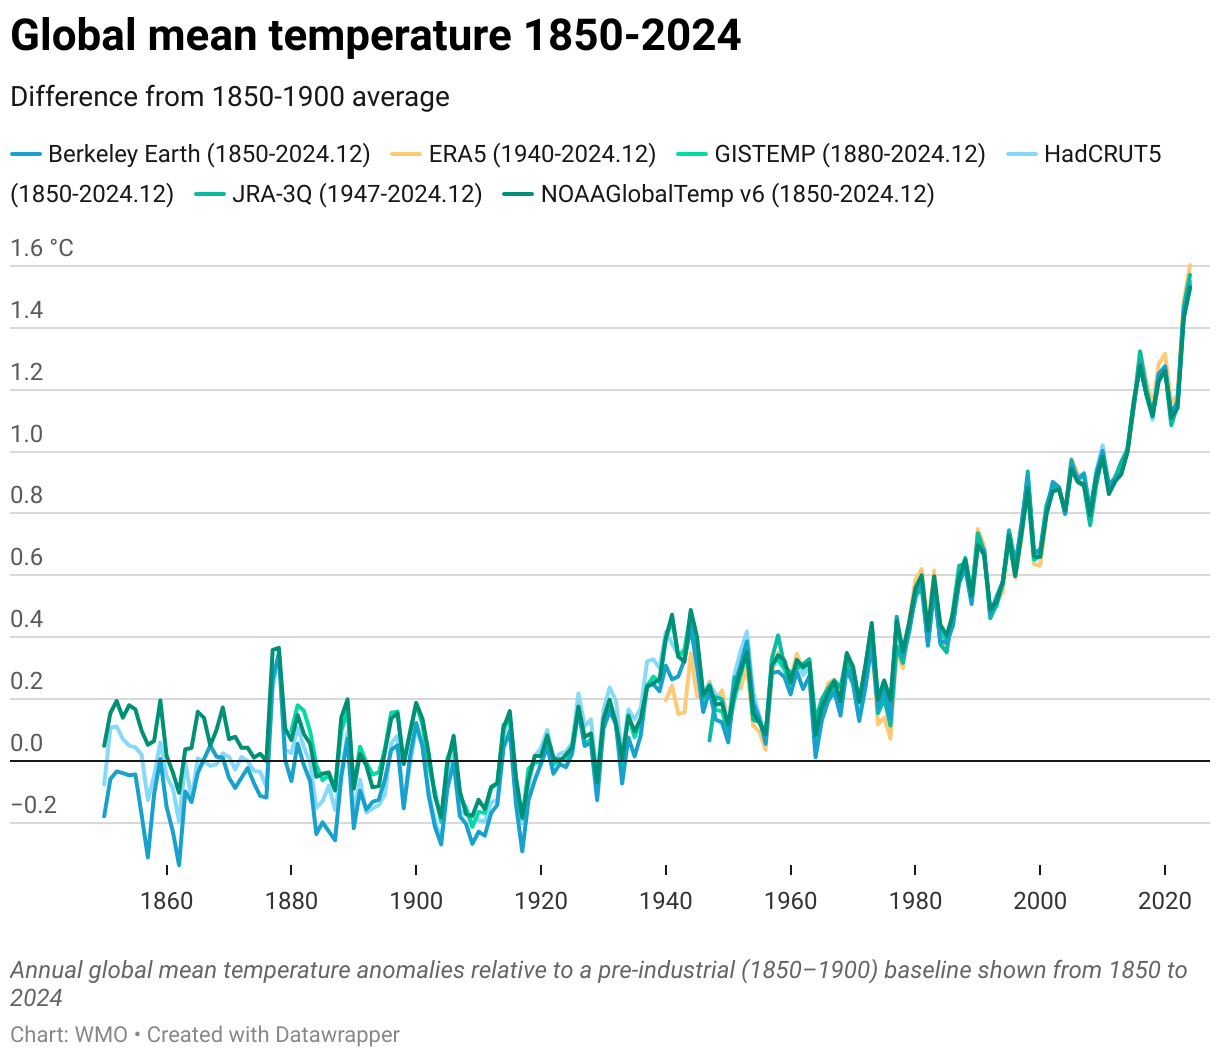 Global mean temperature 1850-2024
Difference from 1850-1900 average
Berkeley Earth (1850-2024.12) ERA5 (1940-2024.12) GISTEMP (1880-2024.12) HadCRUT5
(1850-2024.12) JRA-3Q (1947-2024.12) NOAAGlobalTemp v6 (1850-2024.12)
1.6 °C
1.4
1.2
1.0
0.8
0.6
0.4
0.2
0.0
−0.2
1860 1880 1900 1920 1940 1960 1980 2000 2020
Annual global mean temperature anomalies relative to a pre-industrial (1850–1900) baseline shown from 1850 to
2024
Chart: WMO • Created with Datawrapper